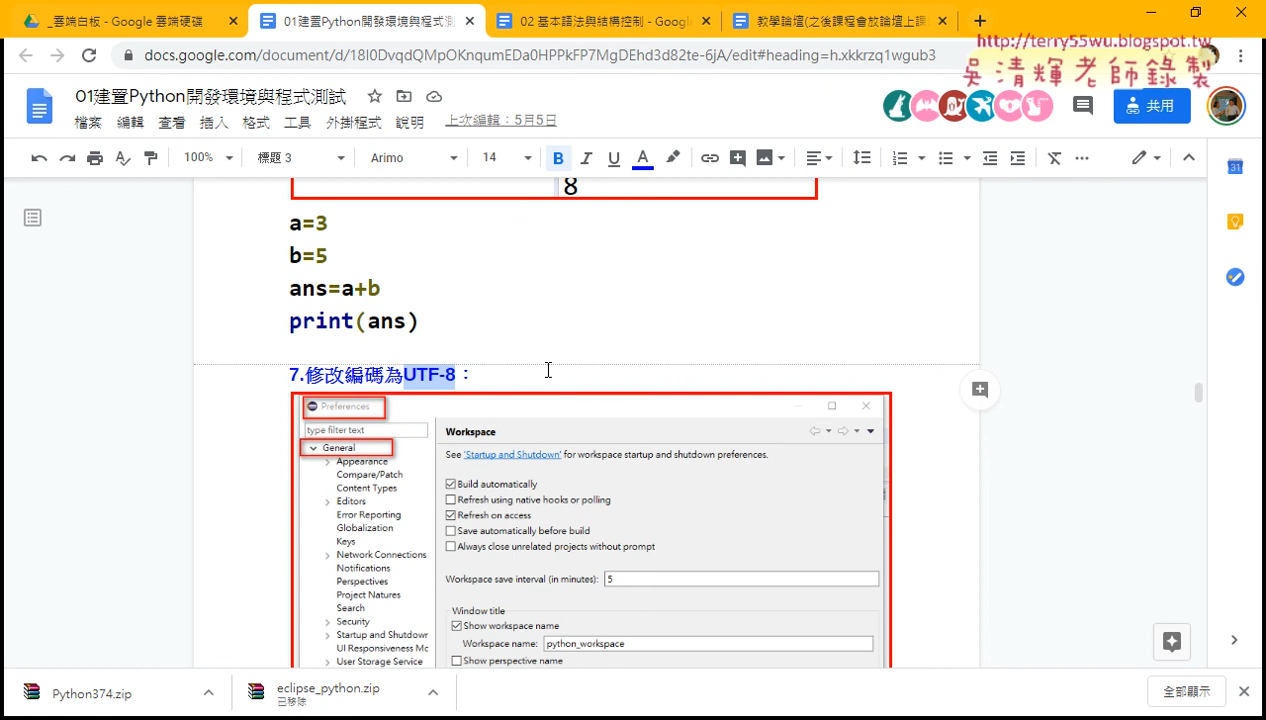 _雲端白板 - Google 雲端硬碟
01建置Python開發環境與程式測
02 基本語法與結構控制 - Googl
教學論壇(之後課程會放論壇上課
http://terry55wu.blogspot.tw
吳清輝老師錄製
docs.google.com/document/d/18I0DvqdQMpOKnqumEDa0HPPkFP7MgDEhd3d82te-6jA/edit#heading=h.xkkrzq1wgub3
01建置Python開發環境與程式測試
檔案 編輯 查看 插入 格式 工具 外掛程式 說明 上次編輯:5月5日
共用
100% 標題 3 Arimo 14 B I U A
31
8
a=3
b=5
ans=a+b
print(ans)
7.修改編碼為UTF-8:
Preferences
type filter text
Workspace
General
See 'Startup and Shutdown' for workspace startup and shutdown preferences.
Appearance
Compare/Patch
Content Types
Editors
Error Reporting
Globalization
Keys
Network Connections
Notifications
Perspectives
Project Natures
Search
Security
Startup and Shutdowr
UI Responsiveness Mc
User Storage Service
Build automatically
Refresh using native hooks or polling
Refresh on access
Save automatically before build
Always close unrelated projects without prompt
Workspace save interval (in minutes): 5
Window title
Show workspace name
Workspace name: python_workspace
Show perspective name
Python374.zip
eclipse_python.zip
已移除
全部顯示